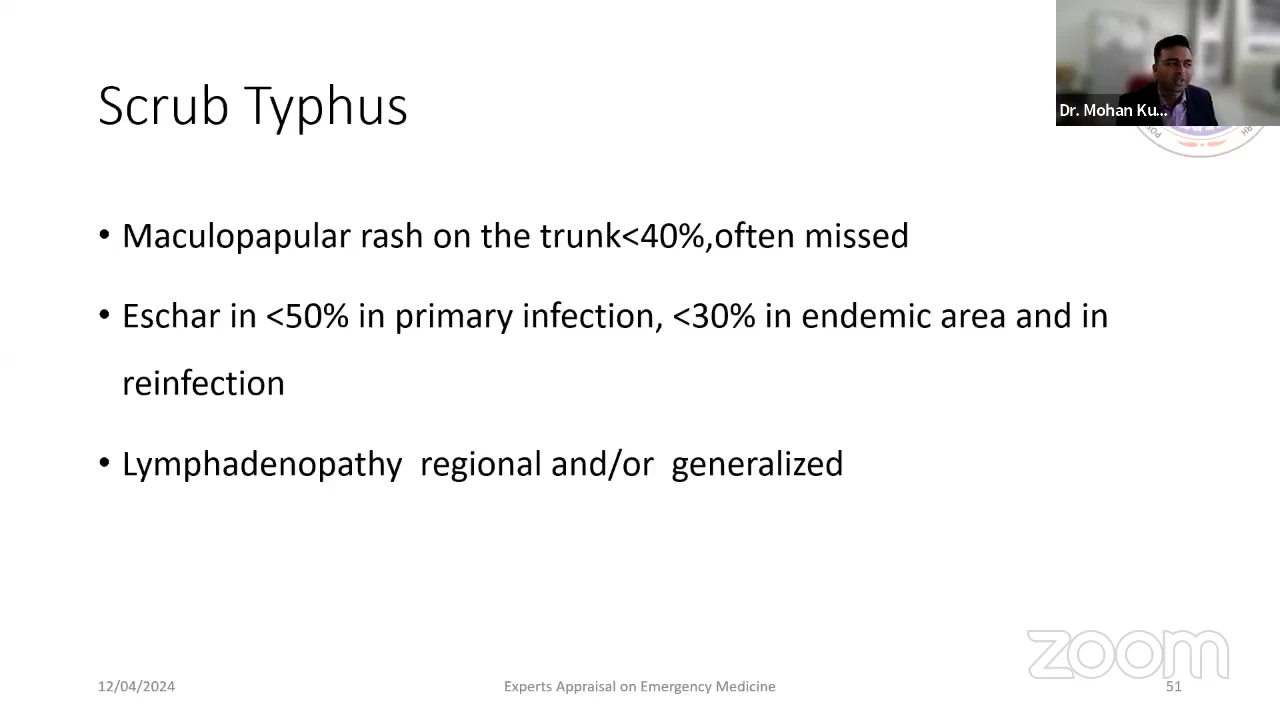 Dr. Mohan Ku...
Scrub Typhus
• Maculopapular rash on the trunk<40%,often missed
• Eschar in <50% in primary infection, <30% in endemic area and in
reinfection
• Lymphadenopathy  regional and/or  generalized
zoom
12/04/2024
Experts Appraisal on Emergency Medicine
51